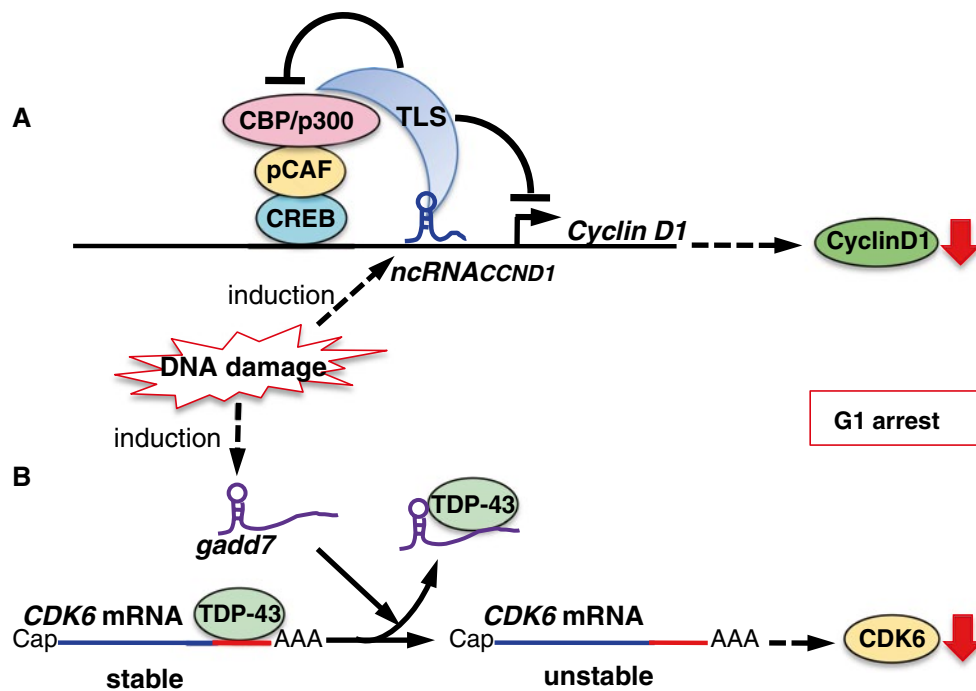 A
CBP/p300
TLS
pCAF
CREB
Cyclin D1
CyclinD1
ncRNACCND1
induction
DNA damage
induction
G1 arrest
B
gadd7
TDP-43
CDK6 mRNA
TDP-43
Cap
AAA
stable
CDK6 mRNA
Cap
AAA
unstable
CDK6